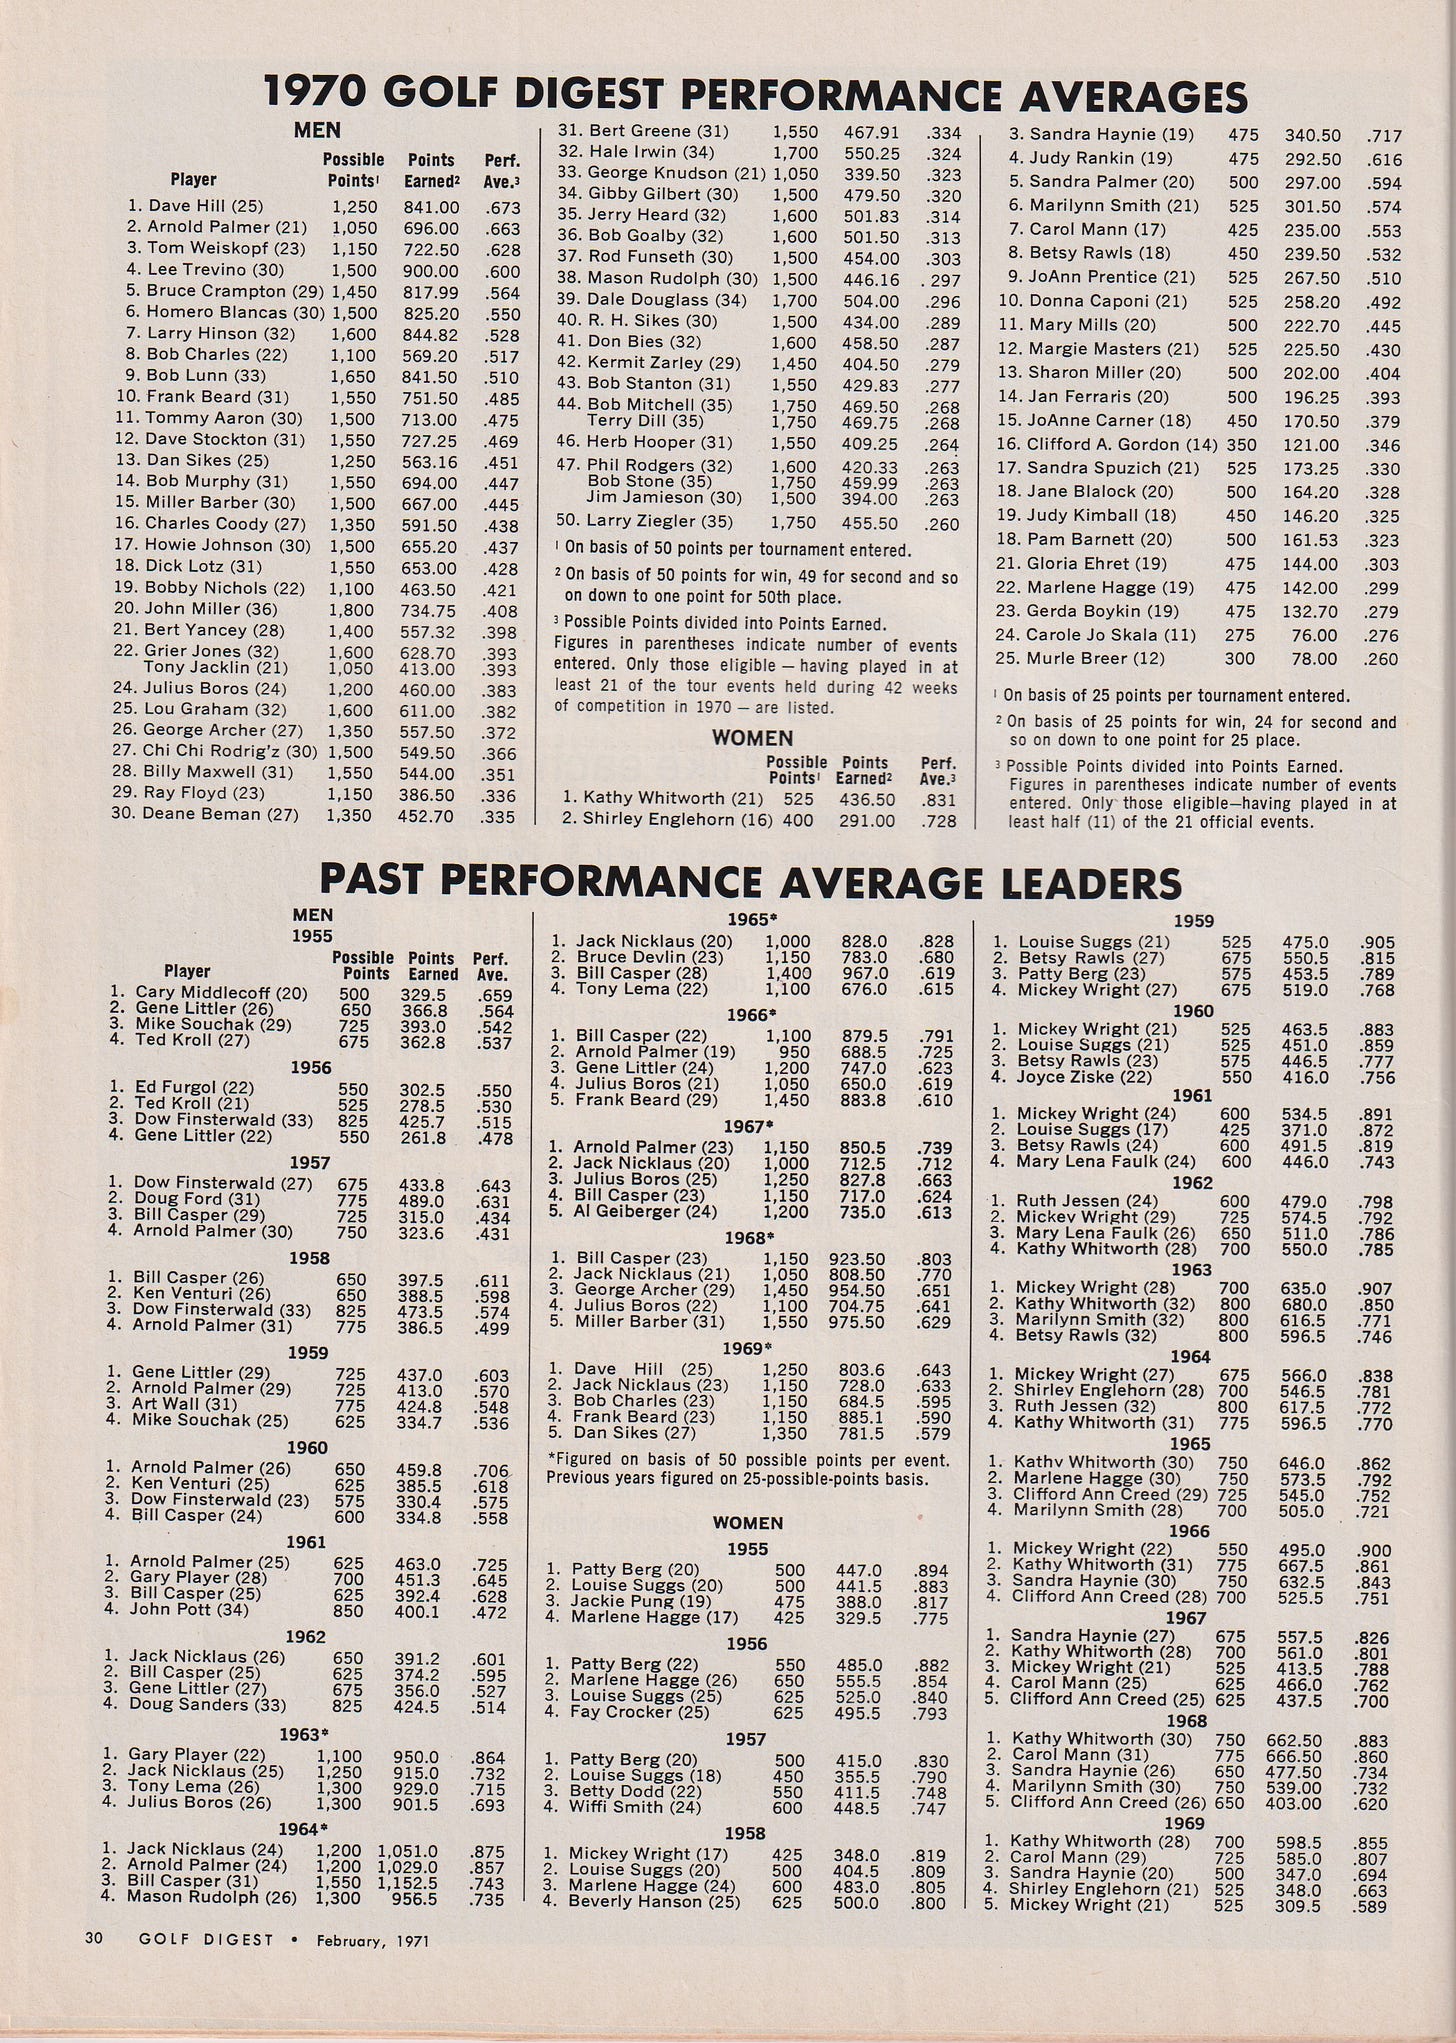 1970 GOLF DIGEST PERFORMANCE AVERAGES
MEN
Possible Points Perf.
Player Points¹ Earned² Ave.³
1. Dave Hill (25) 1,250 841.00 .673
2. Arnold Palmer (21) 1,050 696.00 .663
3. Tom Weiskopf (23) 1,150 722.50 .628
4. Lee Trevino (30) 1,500 900.00 .600
5. Bruce Crampton (29) 1,450 817.99 .564
6. Homero Blancas (30) 1,500 825.20 .550
7. Larry Hinson (32) 1,600 844.82 .528
8. Bob Charles (22) 1,100 569.20 .517
9. Bob Lunn (33) 1,650 841.50 .510
10. Frank Beard (31) 1,550 751.50 .485
11. Tommy Aaron (30) 1,500 713.00 .475
12. Dave Stockton (31) 1,550 727.25 .469
13. Dan Sikes (25) 1,250 563.16 .451
14. Bob Murphy (31) 1,550 694.00 .447
15. Miller Barber (30) 1,500 667.00 .445
16. Charles Coody (27) 1,350 591.50 .438
17. Howie Johnson (30) 1,500 655.20 .437
18. Dick Lotz (31) 1,550 653.00 .428
19. Bobby Nichols (22) 1,100 463.50 .421
20. John Miller (36) 1,800 734.75 .408
21. Bert Yancey (28) 1,400 557.32 .398
22. Grier Jones (32) 1,600 628.70 .393
Tony Jacklin (21) 1,050 413.00 .393
24. Julius Boros (24) 1,200 460.00 .383
25. Lou Graham (32) 1,600 611.00 .382
26. George Archer (27) 1,350 557.50 .372
27. Chi Chi Rodrig'z (30) 1,500 549.50 .366
28. Billy Maxwell (31) 1,550 544.00 .351
29. Ray Floyd (23) 1,150 386.50 .336
30. Deane Beman (27) 1,350 452.70 .335
31. Bert Greene (31) 1,550 467.91 .334
32. Hale Irwin (34) 1,700 550.25 .324
33. George Knudson (21) 1,050 339.50 .323
34. Gibby Gilbert (30) 1,500 479.50 .320
35. Jerry Heard (32) 1,600 501.83 .314
36. Bob Goalby (32) 1,600 501.50 .313
37. Rod Funseth (30) 1,500 454.00 .303
38. Mason Rudolph (30) 1,500 446.16 . 297
39. Dale Douglass (34) 1,700 504.00 .296
40. R. H. Sikes (30) 1,500 434.00 .289
41. Don Bies (32) 1,600 458.50 .287
42. Kermit Zarley (29) 1,450 404.50 .279
43. Bob Stanton (31) 1,550 429.83 .277
44. Bob Mitchell (35) 1,750 469.50 .268
Terry Dill (35) 1,750 469.75 .268
46. Herb Hooper (31) 1,550 409.25 .264
47. Phil Rodgers (32) 1,600 420.33 .263
Bob Stone (35) 1,750 459.99 .263
Jim Jamieson (30) 1,500 394.00 .263
50. Larry Ziegler (35) 1,750 455.50 .260
¹ On basis of 50 points per tournament entered.
² On basis of 50 points for win, 49 for second and so
on down to one point for 50th place.
³ Possible Points divided into Points Earned.
Figures in parentheses indicate number of events
entered. Only those eligible — having played in at
least 21 of the tour events held during 42 weeks
of competition in 1970 — are listed.
WOMEN
Possible Points Perf.
Points¹ Earned² Ave.³
1. Kathy Whitworth (21) 525 436.50 .831
2. Shirley Englehorn (16) 400 291.00 .728
3. Sandra Haynie (19) 475 340.50 .717
4. Judy Rankin (19) 475 292.50 .616
5. Sandra Palmer (20) 500 297.00 .594
6. Marilynn Smith (21) 525 301.50 .574
7. Carol Mann (17) 425 235.00 .553
8. Betsy Rawls (18) 450 239.50 .532
9. JoAnn Prentice (21) 525 267.50 .510
10. Donna Caponi (21) 525 258.20 .492
11. Mary Mills (20) 500 222.70 .445
12. Margie Masters (21) 525 225.50 .430
13. Sharon Miller (20) 500 202.00 .404
14. Jan Ferraris (20) 500 196.25 .393
15. JoAnne Carner (18) 450 170.50 .379
16. Clifford A. Gordon (14) 350 121.00 .346
17. Sandra Spuzich (21) 525 173.25 .330
18. Jane Blalock (20) 500 164.20 .328
19. Judy Kimball (18) 450 146.20 .325
18. Pam Barnett (20) 500 161.53 .323
21. Gloria Ehret (19) 475 144.00 .303
22. Marlene Hagge (19) 475 142.00 .299
23. Gerda Boykin (19) 475 132.70 .279
24. Carole Jo Skala (11) 275 76.00 .276
25. Murle Breer (12) 300 78.00 .260
¹ On basis of 25 points per tournament entered.
² On basis of 25 points for win, 24 for second and
so on down to one point for 25 place.
³ Possible Points divided into Points Earned.
Figures in parentheses indicate number of events
entered. Only those eligible—having played in at
least half (11) of the 21 official events.
PAST PERFORMANCE AVERAGE LEADERS
MEN
1955
Possible Points Perf.
Player Points Earned Ave.
1. Cary Middlecoff (20) 500 329.5 .659
2. Gene Littler (26) 650 366.8 .564
3. Mike Souchak (29) 725 393.0 .542
4. Ted Kroll (27) 675 362.8 .537
1956
1. Ed Furgol (22) 550 302.5 .550
2. Ted Kroll (21) 525 278.5 .530
3. Dow Finsterwald (33) 825 425.7 .515
4. Gene Littler (22) 550 261.8 .478
1957
1. Dow Finsterwald (27) 675 433.8 .643
2. Doug Ford (31) 775 489.0 .631
3. Bill Casper (29) 725 315.0 .434
4. Arnold Palmer (30) 750 323.6 .431
1958
1. Bill Casper (26) 650 397.5 .611
2. Ken Venturi (26) 650 388.5 .598
3. Dow Finsterwald (33) 825 473.5 .574
4. Arnold Palmer (31) 775 386.5 .499
1959
1. Gene Littler (29) 725 437.0 .603
2. Arnold Palmer (29) 725 413.0 .570
3. Art Wall (31) 775 424.8 .548
4. Mike Souchak (25) 625 334.7 .536
1960
1. Arnold Palmer (26) 650 459.8 .706
2. Ken Venturi (25) 625 385.5 .618
3. Dow Finsterwald (23) 575 330.4 .575
4. Bill Casper (24) 600 334.8 .558
1961
1. Arnold Palmer (25) 625 463.0 .725
2. Gary Player (28) 700 451.3 .645
3. Bill Casper (25) 625 392.4 .628
4. John Pott (34) 850 400.1 .472
1962
1. Jack Nicklaus (26) 650 391.2 .601
2. Bill Casper (25) 625 374.2 .595
3. Gene Littler (27) 675 356.0 .527
4. Doug Sanders (33) 825 424.5 .514
1963*
1. Gary Player (22) 1,100 950.0 .864
2. Jack Nicklaus (25) 1,250 915.0 .732
3. Tony Lema (26) 1,300 929.0 .715
4. Julius Boros (26) 1,300 901.5 .693
1964*
1. Jack Nicklaus (24) 1,200 1,051.0 .875
2. Arnold Palmer (24) 1,200 1,029.0 .857
3. Bill Casper (31) 1,550 1,152.5 .743
4. Mason Rudolph (26) 1,300 956.5 .735
1965*
1. Jack Nicklaus (20) 1,000 828.0 .828
2. Bruce Devlin (23) 1,150 783.0 .680
3. Bill Casper (28) 1,400 967.0 .619
4. Tony Lema (22) 1,100 676.0 .615
1966*
1. Bill Casper (22) 1,100 879.5 .791
2. Arnold Palmer (19) 950 688.5 .725
3. Gene Littler (24) 1,200 747.0 .623
4. Julius Boros (21) 1,050 650.0 .619
5. Frank Beard (29) 1,450 883.8 .610
1967*
1. Arnold Palmer (23) 1,150 850.5 .739
2. Jack Nicklaus (20) 1,000 712.5 .712
3. Julius Boros (25) 1,250 827.8 .663
4. Bill Casper (23) 1,150 717.0 .624
5. Al Geiberger (24) 1,200 735.0 .613
1968*
1. Bill Casper (23) 1,150 923.50 .803
2. Jack Nicklaus (21) 1,050 808.50 .770
3. George Archer (29) 1,450 954.50 .651
4. Julius Boros (22) 1,100 704.75 .641
5. Miller Barber (31) 1,550 975.50 .629
1969*
1. Dave Hill (25) 1,250 803.6 .643
2. Jack Nicklaus (23) 1,150 728.0 .633
3. Bob Charles (23) 1,150 684.5 .595
4. Frank Beard (23) 1,150 885.1 .590
5. Dan Sikes (27) 1,350 781.5 .579
*Figured on basis of 50 possible points per event.
Previous years figured on 25-possible-points basis.
WOMEN
1955
1. Patty Berg (20) 500 447.0 .894
2. Louise Suggs (20) 500 441.5 .883
3. Jackie Pung (19) 475 388.0 .817
4. Marlene Hagge (17) 425 329.5 .775
1956
1. Patty Berg (22) 550 485.0 .882
2. Marlene Hagge (26) 650 555.5 .854
3. Louise Suggs (25) 625 525.0 .840
4. Fay Crocker (25) 625 495.5 .793
1957
1. Patty Berg (20) 500 415.0 .830
2. Louise Suggs (18) 450 355.5 .790
3. Betty Dodd (22) 550 411.5 .748
4. Wiffi Smith (24) 600 448.5 .747
1958
1. Mickey Wright (17) 425 348.0 .819
2. Louise Suggs (20) 500 404.5 .809
3. Marlene Hagge (24) 600 483.0 .805
4. Beverly Hanson (25) 625 500.0 .800
1959
1. Louise Suggs (21) 525 475.0 .905
2. Betsy Rawls (27) 675 550.5 .815
3. Patty Berg (23) 575 453.5 .789
4. Mickey Wright (27) 675 519.0 .768
1960
1. Mickey Wright (21) 525 463.5 .883
2. Louise Suggs (21) 525 451.0 .859
3. Betsy Rawls (23) 575 446.5 .777
4. Joyce Ziske (22) 550 416.0 .756
1961
1. Mickey Wright (24) 600 534.5 .891
2. Louise Suggs (17) 425 371.0 .872
3. Betsy Rawls (24) 600 491.5 .819
4. Mary Lena Faulk (24) 600 446.0 .743
1962
1. Ruth Jessen (24) 600 479.0 .798
2. Mickey Wright (29) 725 574.5 .792
3. Mary Lena Faulk (26) 650 511.0 .786
4. Kathy Whitworth (28) 700 550.0 .785
1963
1. Mickey Wright (28) 700 635.0 .907
2. Kathy Whitworth (32) 800 680.0 .850
3. Marilynn Smith (32) 800 616.5 .771
4. Betsy Rawls (32) 800 596.5 .746
1964
1. Mickey Wright (27) 675 566.0 .838
2. Shirley Englehorn (28) 700 546.5 .781
3. Ruth Jessen (32) 800 617.5 .772
4. Kathy Whitworth (31) 775 596.5 .770
1965
1. Kathy Whitworth (30) 750 646.0 .862
2. Marlene Hagge (30) 750 573.5 .792
3. Clifford Ann Creed (29) 725 545.0 .752
4. Marilynn Smith (28) 700 505.0 .721
1966
1. Mickey Wright (22) 550 495.0 .900
2. Kathy Whitworth (31) 775 667.5 .861
3. Sandra Haynie (30) 750 632.5 .843
4. Clifford Ann Creed (28) 700 525.5 .751
1967
1. Sandra Haynie (27) 675 557.5 .826
2. Kathy Whitworth (28) 700 561.0 .801
3. Mickey Wright (21) 525 413.5 .788
4. Carol Mann (25) 625 466.0 .762
5. Clifford Ann Creed (25) 625 437.5 .700
1968
1. Kathy Whitworth (30) 750 662.50 .883
2. Carol Mann (31) 775 666.50 .860
3. Sandra Haynie (26) 650 477.50 .734
4. Marilynn Smith (30) 750 539.00 .732
5. Clifford Ann Creed (26) 650 403.00 .620
1969
1. Kathy Whitworth (28) 700 598.5 .855
2. Carol Mann (29) 725 585.0 .807
3. Sandra Haynie (20) 500 347.0 .694
4. Shirley Englehorn (21) 525 348.0 .663
5. Mickey Wright (21) 525 309.5 .589
30 GOLF DIGEST • February, 1971